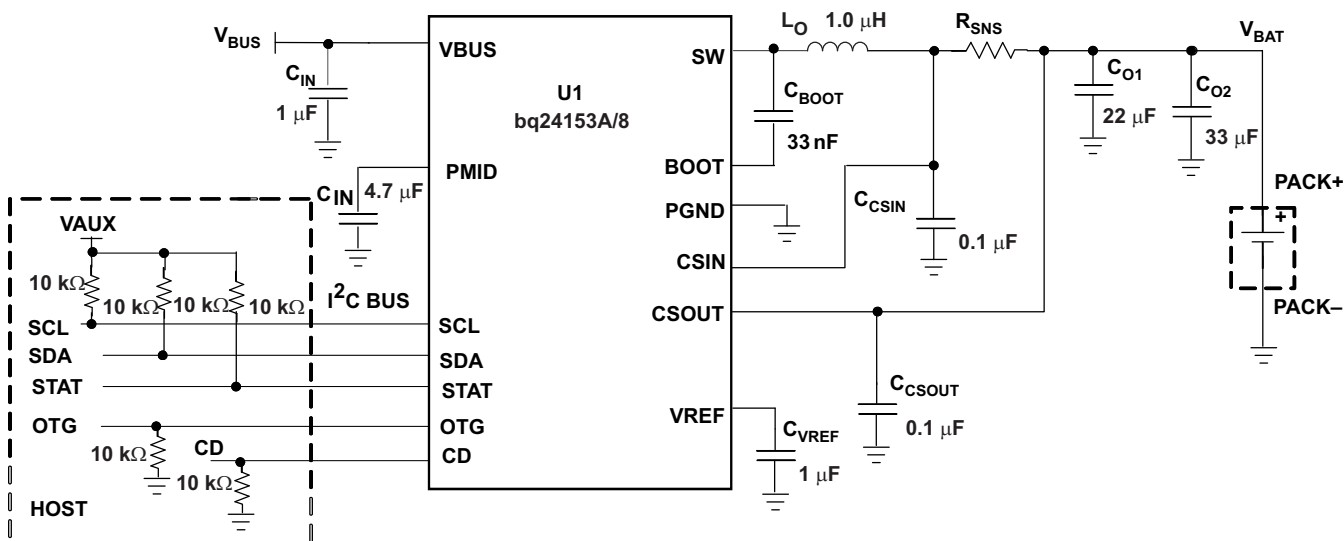 V_BUS
C_IN
1 μF
VBUS
U1
bq24153A/8
SW
L_O 1.0 μH
R_SNS
V_BAT
C_BOOT
33 nF
C_O1
22 μF
C_O2
33 μF
BOOT
PMID
C_IN 4.7 μF
PGND
C_CSIN
0.1 μF
PACK+
+
PACK–
CSIN
CSOUT
C_CSOUT
0.1 μF
VREF
C_VREF
1 μF
VAUX
10 kΩ
10 kΩ
10 kΩ
10 kΩ
I²C BUS
SCL
SCL
SDA
SDA
STAT
STAT
OTG
OTG
10 kΩ
CD
CD
10 kΩ
HOST